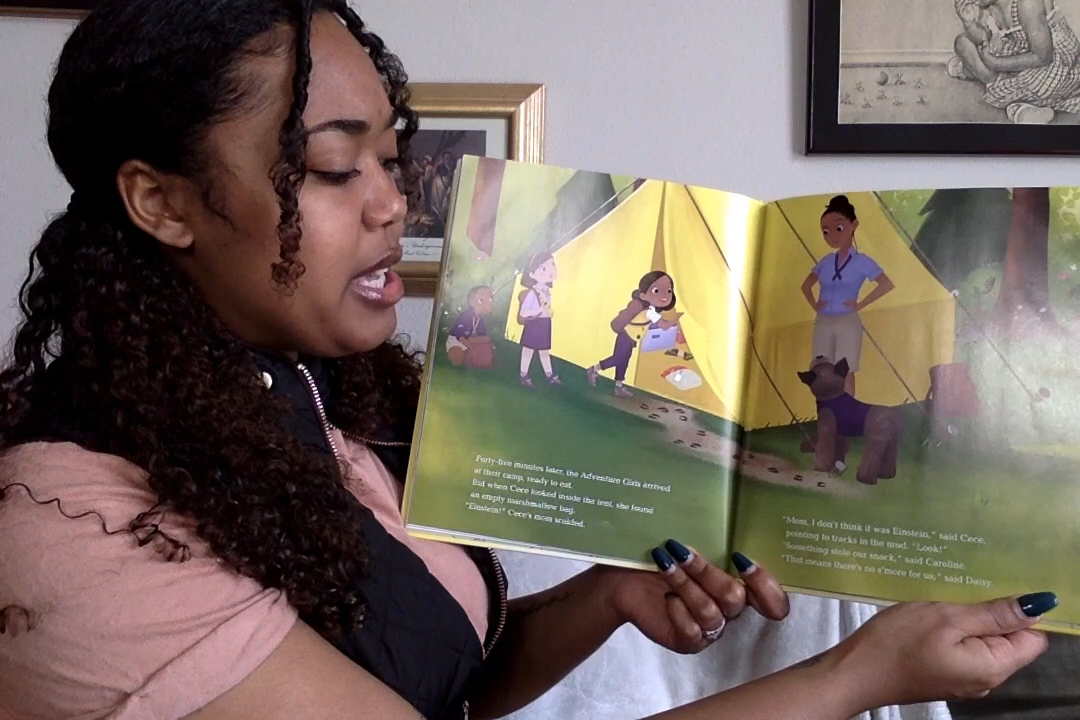 Forty-five minutes later, the Adventure Girls arrived
at their camp, ready to eat.
But when Cece looked inside the tent, she found
an empty marshmallow bag.
"Einstein!" Cece's mom scolded.
"Mom, I don't think it was Einstein," said Cece,
pointing to tracks in the mud. "Look!"
"Something stole our snack," said Caroline.
"That means there's no s'more for us," said Daisy.